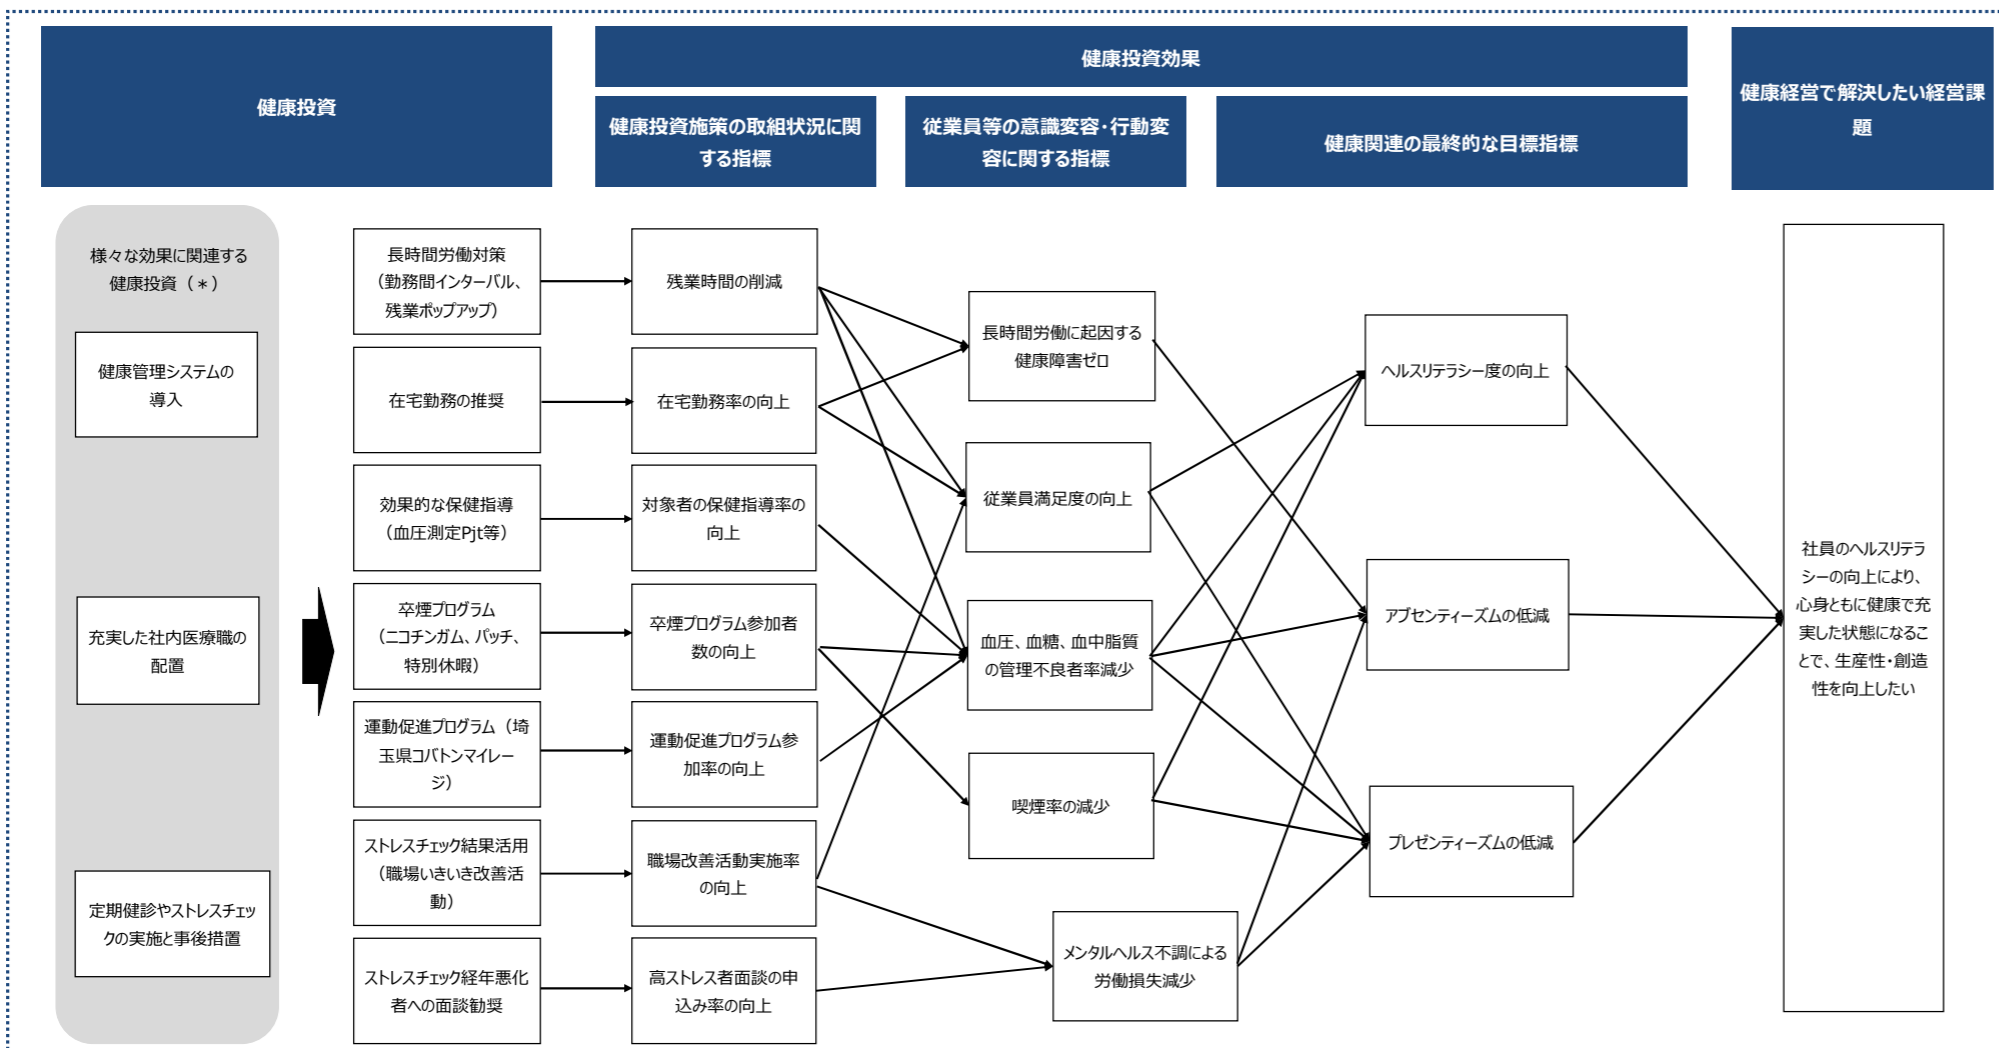 健康投資
健康投資効果
健康経営で解決したい経営課
題
健康投資施策の取組状況に関
する指標
従業員等の意識変容・行動変
容に関する指標
健康関連の最終的な目標指標
様々な効果に関連する
健康投資（＊）
健康管理システムの
導入
充実した社内医療職の
配置
定期健診やストレスチェッ
クの実施と事後措置
長時間労働対策
（勤務間インターバル、
残業ポップアップ）
在宅勤務の推奨
効果的な保健指導
（血圧測定Pjt等）
卒煙プログラム
（ニコチンガム、パッチ、
特別休暇）
運動促進プログラム（埼
玉県コバトンマイレー
ジ）
ストレスチェック結果活用
（職場いきいき改善活
動）
ストレスチェック経年悪化
者への面談勧奨
残業時間の削減
在宅勤務率の向上
対象者の保健指導率の
向上
卒煙プログラム参加者
数の向上
運動促進プログラム参
加率の向上
職場改善活動実施率
の向上
高ストレス者面談の申
込み率の向上
長時間労働に起因する
健康障害ゼロ
従業員満足度の向上
血圧、血糖、血中脂質
の管理不良者率減少
喫煙率の減少
メンタルヘルス不調による
労働損失減少
ヘルスリテラシー度の向上
アブセンティーズムの低減
プレゼンティーズムの低減
社員のヘルスリテラ
シーの向上により、
心身ともに健康で充
実した状態になるこ
とで、生産性・創造
性を向上したい